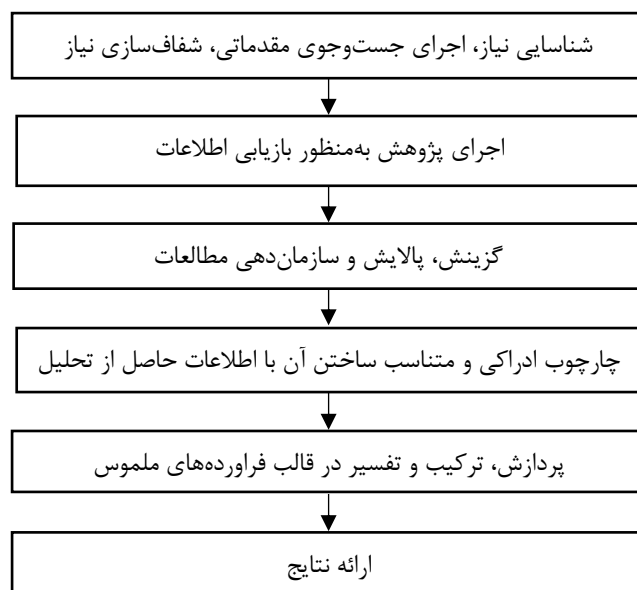 شناسایی نیاز، اجرای جست‌وجوی مقدماتی، شفاف‌سازی نیاز
اجرای پژوهش به‌منظور بازیابی اطلاعات
گزینش، پالایش و سازمان‌دهی مطالعات
چارچوب ادراکی و متناسب ساختن آن با اطلاعات حاصل از تحلیل
پردازش، ترکیب و تفسیر در قالب فراورده‌های ملموس
ارائه نتایج